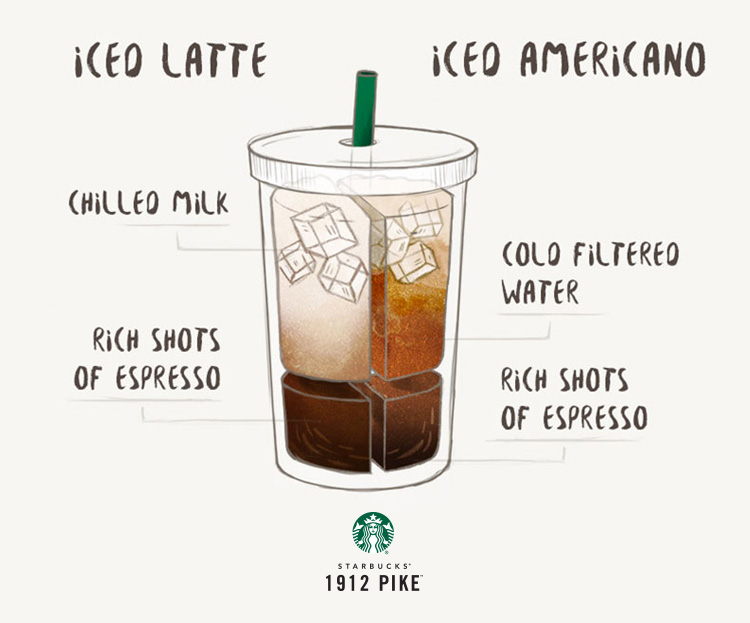 ICED LATTE
ICED AMERICANO
CHILLED MILK
RICH SHOTS
OF ESPRESSO
COLD FILTERED
WATER
RICH SHOTS
OF ESPRESSO
STARBUCKS®
1912 PIKE™